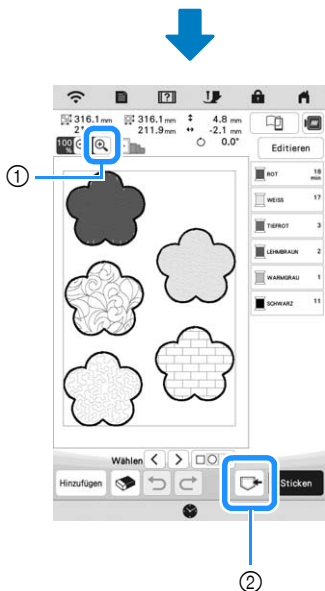 316.1 mm 316.1 mm 4.8 mm
211.9 mm -2.1 mm
100 % 0.0°
Editieren
①
ROT 18 min
WEISS 17
TIEFROT 3
LEHMBRAUN 2
WARMGRAU 1
SCHWARZ 11
Wählen
Hinzufügen Sticken
②